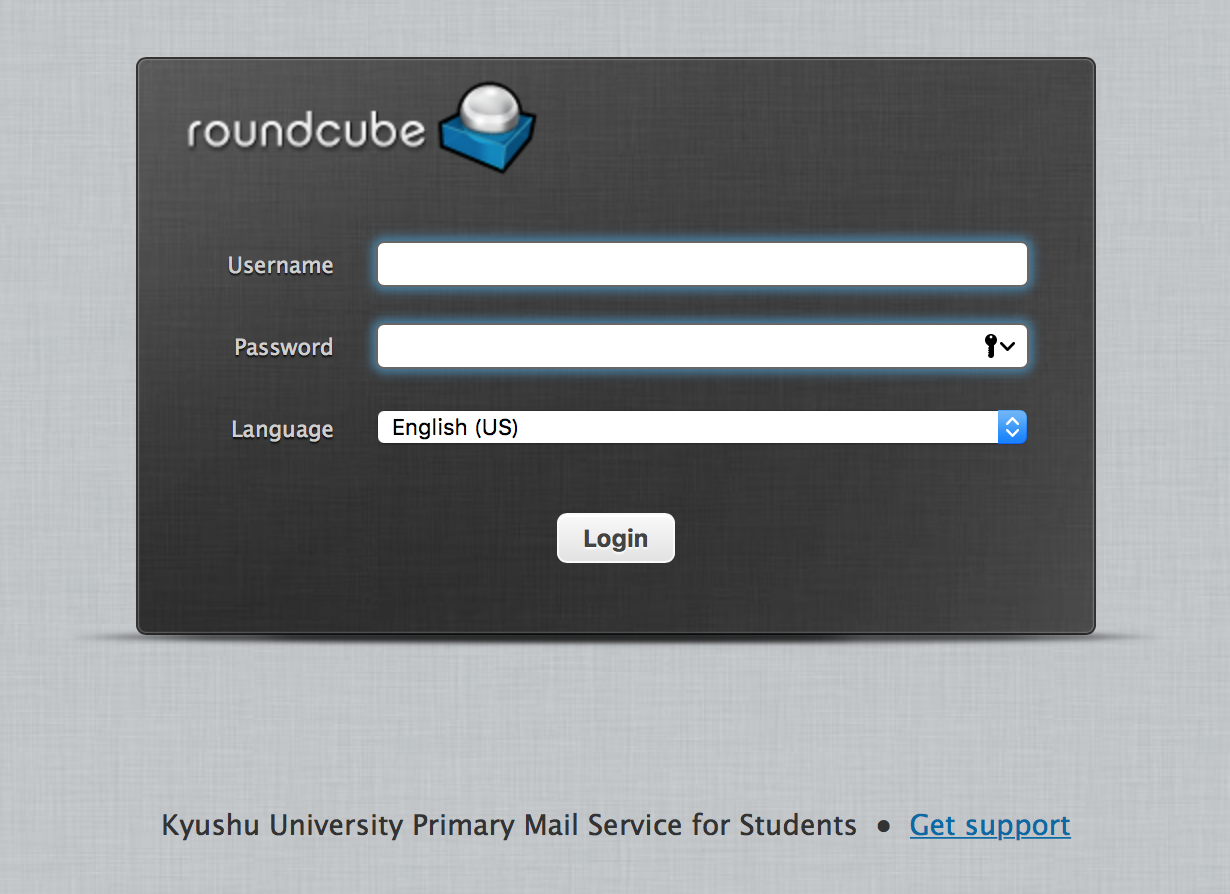 roundcube
Username
Password
Language English (US)
Login
Kyushu University Primary Mail Service for Students • Get support